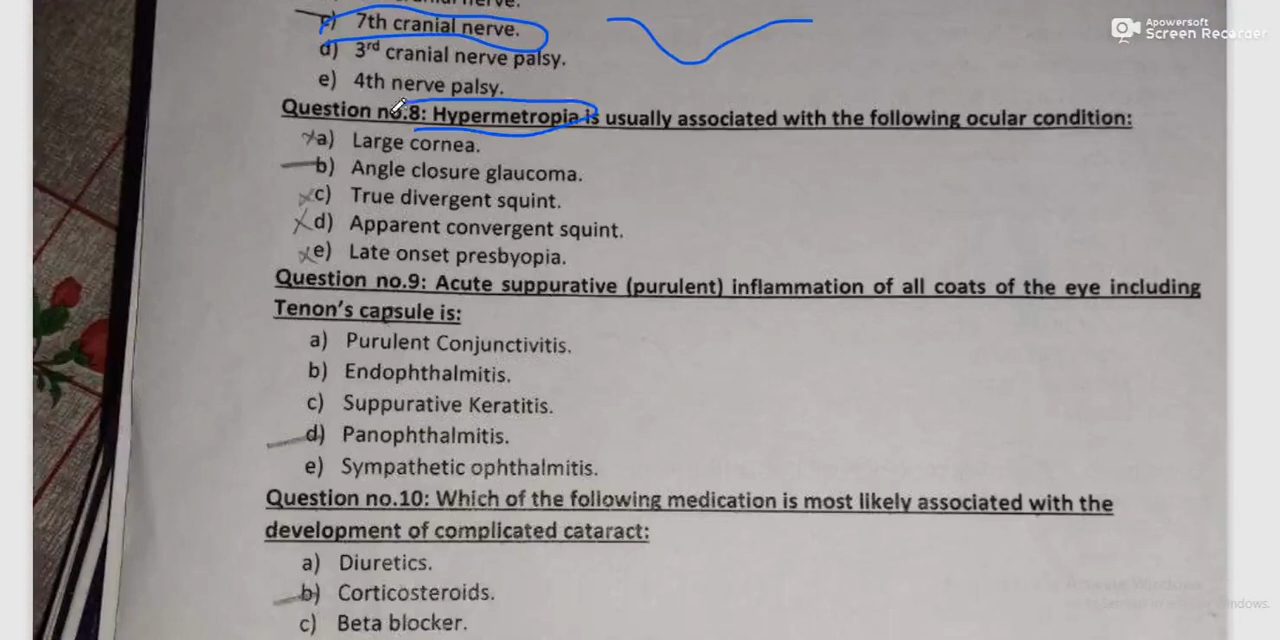 Apowersoft
Screen Recorder
c) 7th cranial nerve.
d) 3rd cranial nerve palsy.
e) 4th nerve palsy.
Question no.8: Hypermetropia is usually associated with the following ocular condition:
a) Large cornea.
b) Angle closure glaucoma.
c) True divergent squint.
d) Apparent convergent squint.
e) Late onset presbyopia.
Question no.9: Acute suppurative (purulent) inflammation of all coats of the eye including
Tenon's capsule is:
a) Purulent Conjunctivitis.
b) Endophthalmitis.
c) Suppurative Keratitis.
d) Panophthalmitis.
e) Sympathetic ophthalmitis.
Question no.10: Which of the following medication is most likely associated with the
development of complicated cataract:
a) Diuretics.
b) Corticosteroids.
c) Beta blocker.